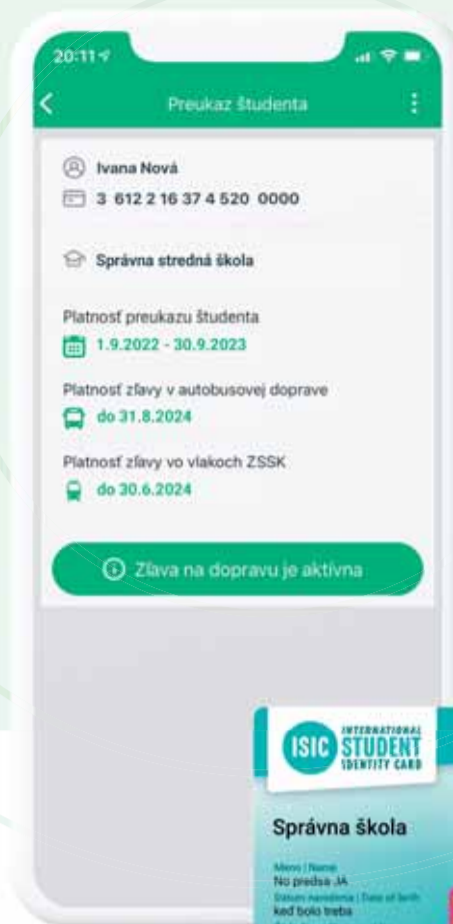 20:11
Preukaz študenta
Ivana Nová
3 612 2 16 37 4 520 0000
Správna stredná škola
Platnosť preukazu študenta
1.9.2022 - 30.9.2023
Platnosť zľavy v autobusovej doprave
do 31.8.2024
Platnosť zľavy vo vlakoch ZSSK
do 30.6.2024
Zľava na dopravu je aktívna
ISIC
INTERNATIONAL
STUDENT
IDENTITY CARD
Správna škola
Meno | Name
No predsa JA
Dátum narodenia | Date of birth
keď bolo treba